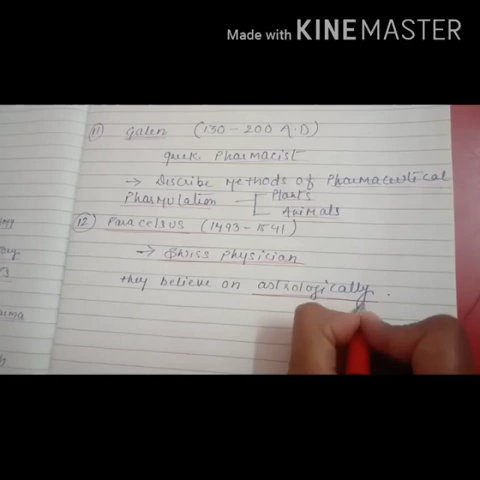 Made with KINEMASTER
11 Galen (130 - 200 A.D)
greek Pharmacist
→ Discribe Methods of Pharmaceutical
Pharmulation Plants
Animals
12 Paracelsus (1493 - 1541)
→ Swiss physician
they believe on astrologically.